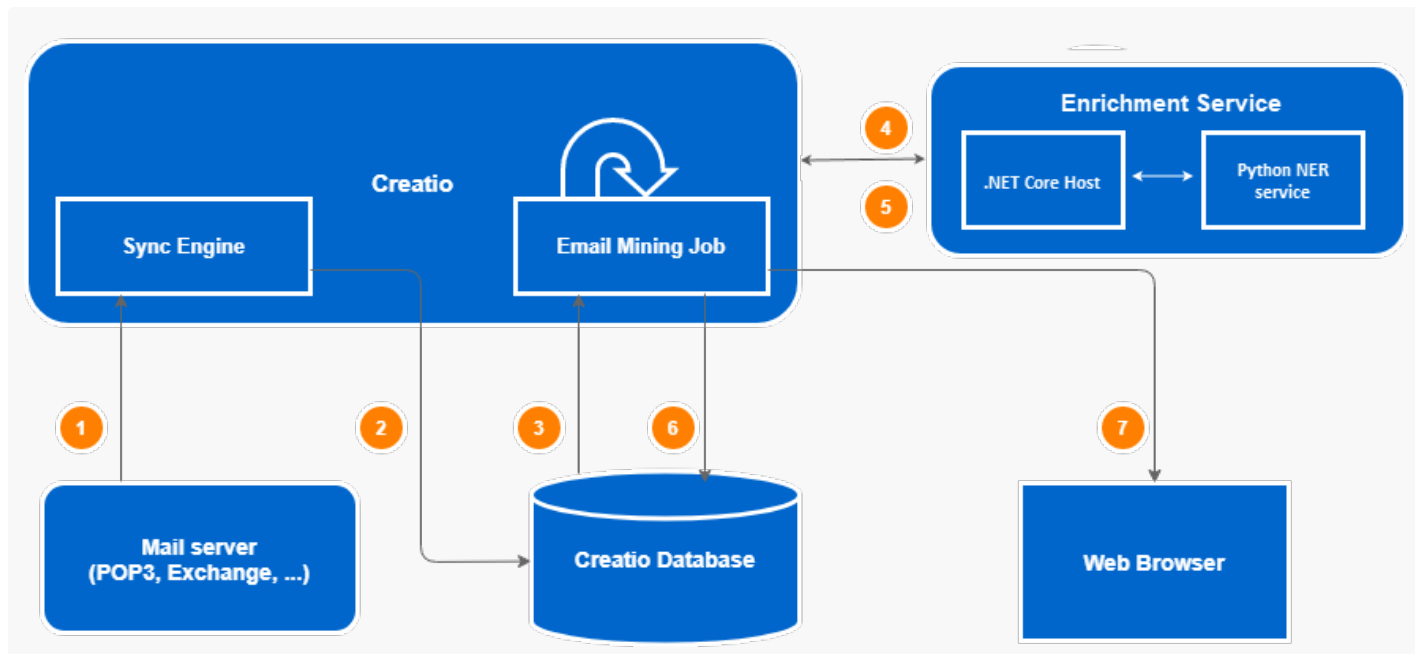 Enrichment Service
4
.NET Core Host
Python NER
service
Creatio
5
Sync Engine
Email Mining Job
1
2
3
6
7
Mail server
(POP3, Exchange, ...)
Creatio Database
Web Browser